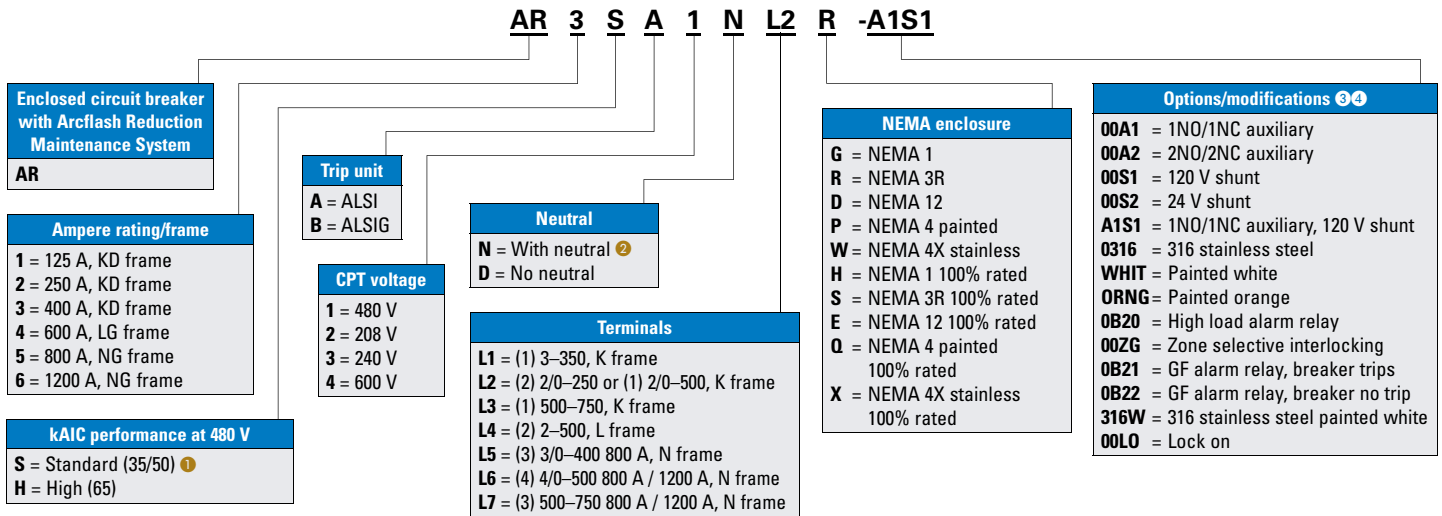 AR 3 S A 1 N L2 R -A1S1
Enclosed circuit breaker
with Arcflash Reduction
Maintenance System
AR
Ampere rating/frame
1 = 125 A, KD frame
2 = 250 A, KD frame
3 = 400 A, KD frame
4 = 600 A, LG frame
5 = 800 A, NG frame
6 = 1200 A, NG frame
kAIC performance at 480 V
S = Standard (35/50) ❶
H = High (65)
Trip unit
A = ALSI
B = ALSIG
CPT voltage
1 = 480 V
2 = 208 V
3 = 240 V
4 = 600 V
Neutral
N = With neutral ❷
D = No neutral
Terminals
L1 = (1) 3–350, K frame
L2 = (2) 2/0–250 or (1) 2/0–500, K frame
L3 = (1) 500–750, K frame
L4 = (2) 2–500, L frame
L5 = (3) 3/0–400 800 A, N frame
L6 = (4) 4/0–500 800 A / 1200 A, N frame
L7 = (3) 500–750 800 A / 1200 A, N frame
NEMA enclosure
G = NEMA 1
R = NEMA 3R
D = NEMA 12
P = NEMA 4 painted
W = NEMA 4X stainless
H = NEMA 1 100% rated
S = NEMA 3R 100% rated
E = NEMA 12 100% rated
Q = NEMA 4 painted
100% rated
X = NEMA 4X stainless
100% rated
Options/modifications ❸❹
00A1 = 1NO/1NC auxiliary
00A2 = 2NO/2NC auxiliary
00S1 = 120 V shunt
00S2 = 24 V shunt
A1S1 = 1NO/1NC auxiliary, 120 V shunt
0316 = 316 stainless steel
WHIT = Painted white
ORNG = Painted orange
0B20 = High load alarm relay
00ZG = Zone selective interlocking
0B21 = GF alarm relay, breaker trips
0B22 = GF alarm relay, breaker no trip
316W = 316 stainless steel painted white
00LO = Lock on